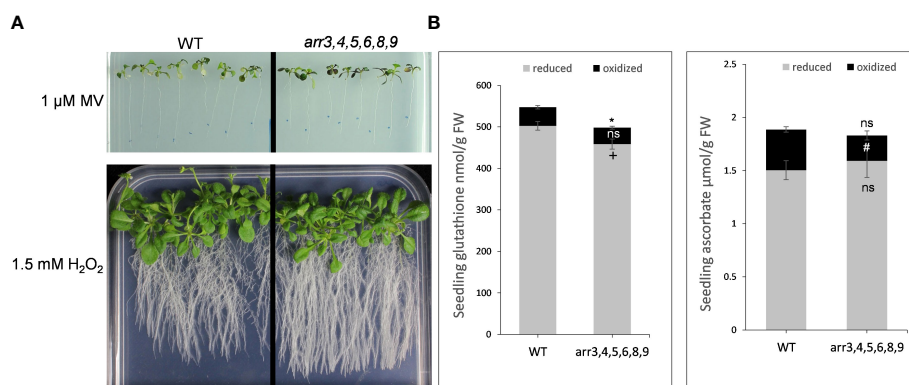 A
WT
arr3,4,5,6,8,9
1 µM MV
1.5 mM H₂O₂
B
reduced oxidized
Seedling glutathione nmol/g FW
600
500
400
300
200
100
0
*
ns
+
WT
arr3,4,5,6,8,9
reduced oxidized
Seedling ascorbate µmol/g FW
2.5
2
1.5
1
0.5
0
ns
#
ns
WT
arr3,4,5,6,8,9